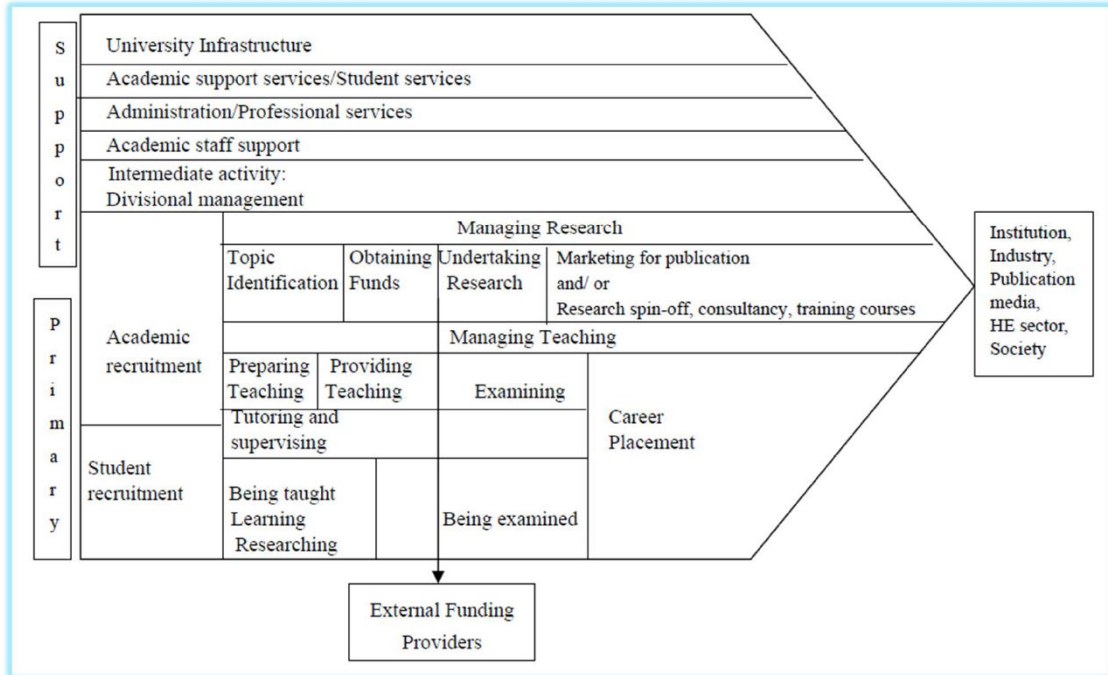 Support
University Infrastructure
Academic support services/Student services
Administration/Professional services
Academic staff support
Intermediate activity:
Divisional management
Primary
Academic
recruitment
Student
recruitment
Managing Research
Topic
Identification
Obtaining
Funds
Undertaking
Research
Marketing for publication
and/ or
Research spin-off, consultancy, training courses
Managing Teaching
Preparing
Teaching
Providing
Teaching
Examining
Tutoring and
supervising
Career
Placement
Being taught
Learning
Researching
Being examined
Institution,
Industry,
Publication
media,
HE sector,
Society
External Funding
Providers